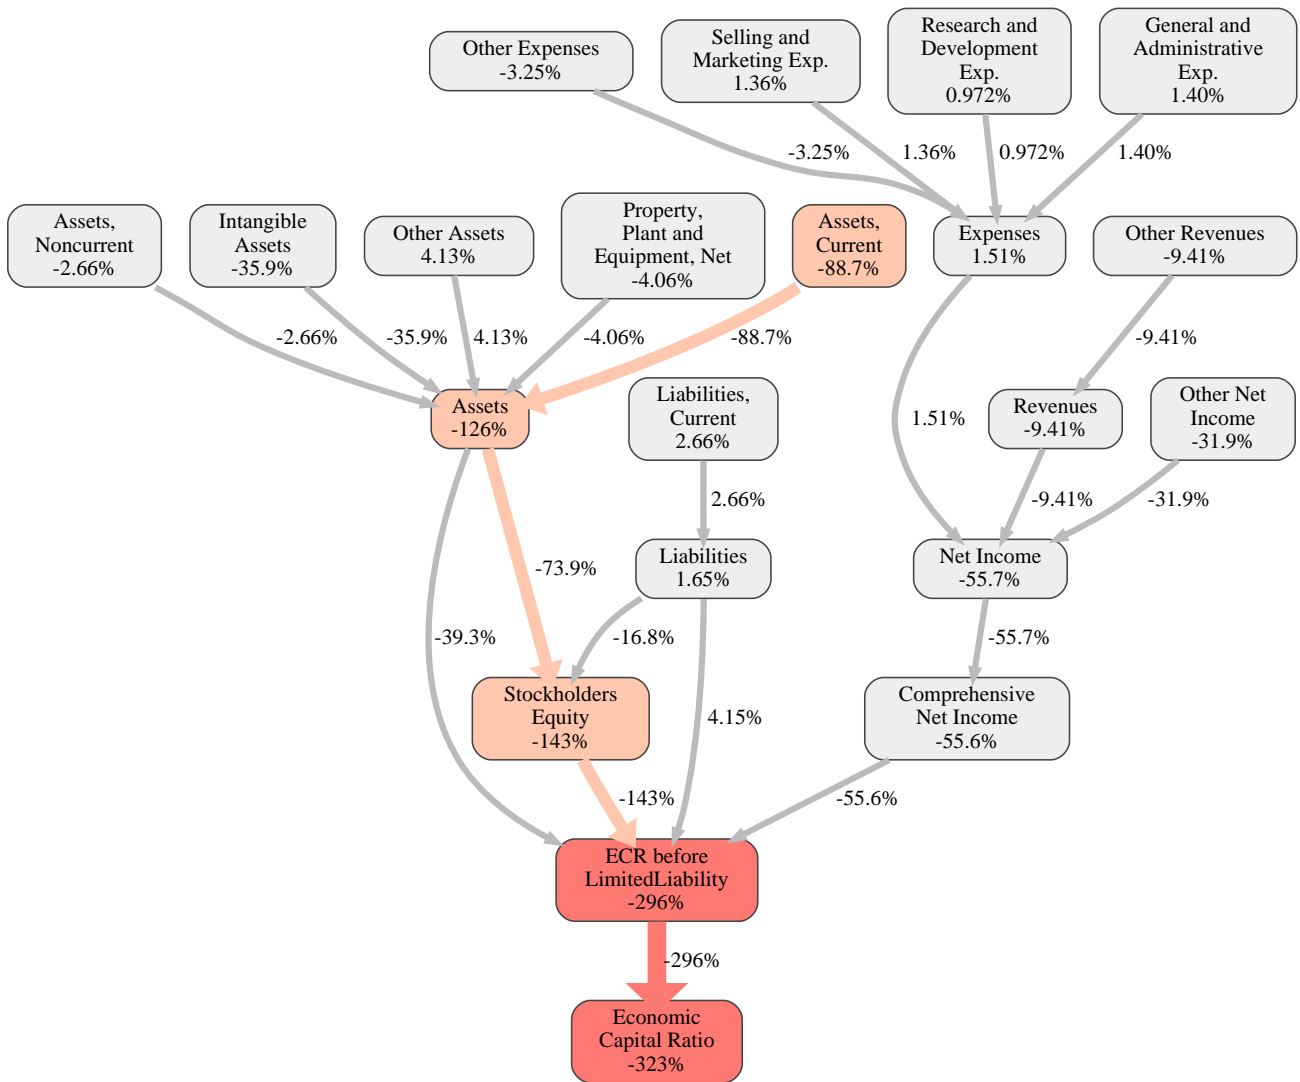 Other Expenses
-3.25%
Selling and
Marketing Exp.
1.36%
Research and
Development
Exp.
0.972%
General and
Administrative
Exp.
1.40%
-3.25%
1.36%
0.972%
1.40%
Assets,
Noncurrent
-2.66%
Intangible
Assets
-35.9%
Other Assets
4.13%
Property,
Plant and
Equipment, Net
-4.06%
Assets,
Current
-88.7%
Expenses
1.51%
Other Revenues
-9.41%
-2.66%
-35.9%
4.13%
-4.06%
-88.7%
-9.41%
Assets
-126%
Liabilities,
Current
2.66%
1.51%
Revenues
-9.41%
Other Net
Income
-31.9%
2.66%
-9.41%
-31.9%
-73.9%
Liabilities
1.65%
Net Income
-55.7%
-39.3%
-16.8%
-55.7%
Stockholders
Equity
-143%
4.15%
Comprehensive
Net Income
-55.6%
-143%
-55.6%
ECR before
LimitedLiability
-296%
-296%
Economic
Capital Ratio
-323%